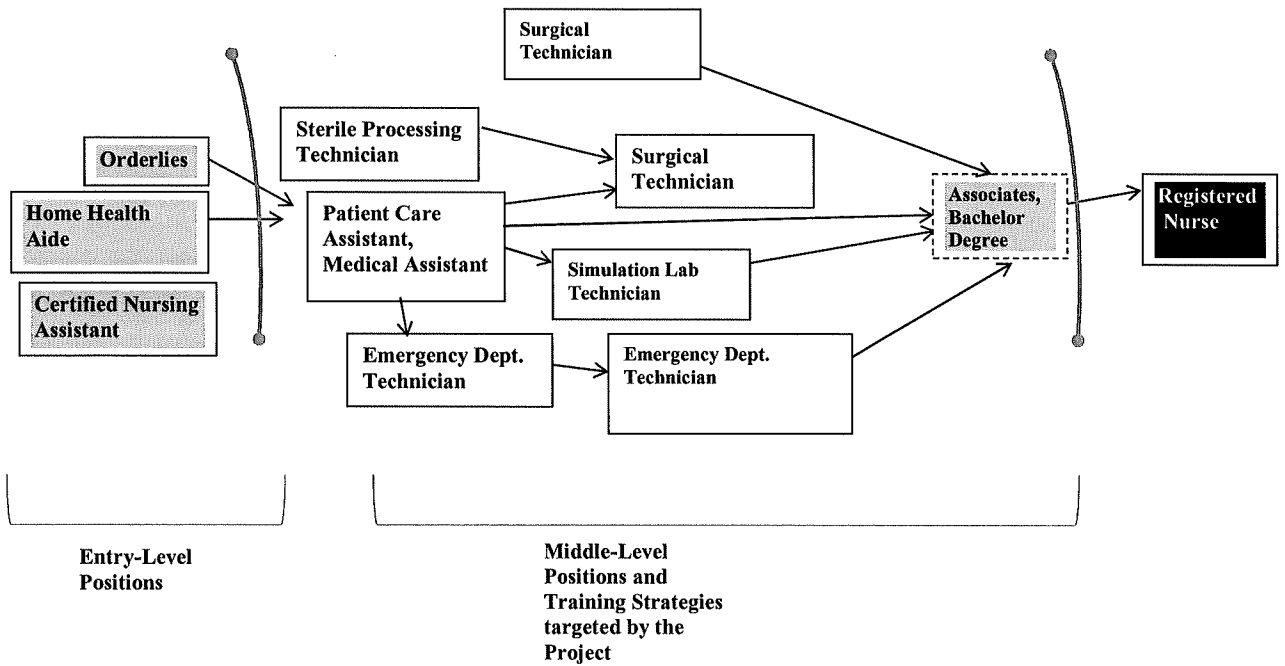 Surgical
Technician
Sterile Processing
Technician
Orderlies
Surgical
Technician
Home Health
Aide
Patient Care
Assistant,
Medical Assistant
Associates,
Bachelor
Degree
Registered
Nurse
Simulation Lab
Technician
Certified Nursing
Assistant
Emergency Dept.
Technician
Emergency Dept.
Technician
Entry-Level
Positions
Middle-Level
Positions and
Training Strategies
targeted by the
Project